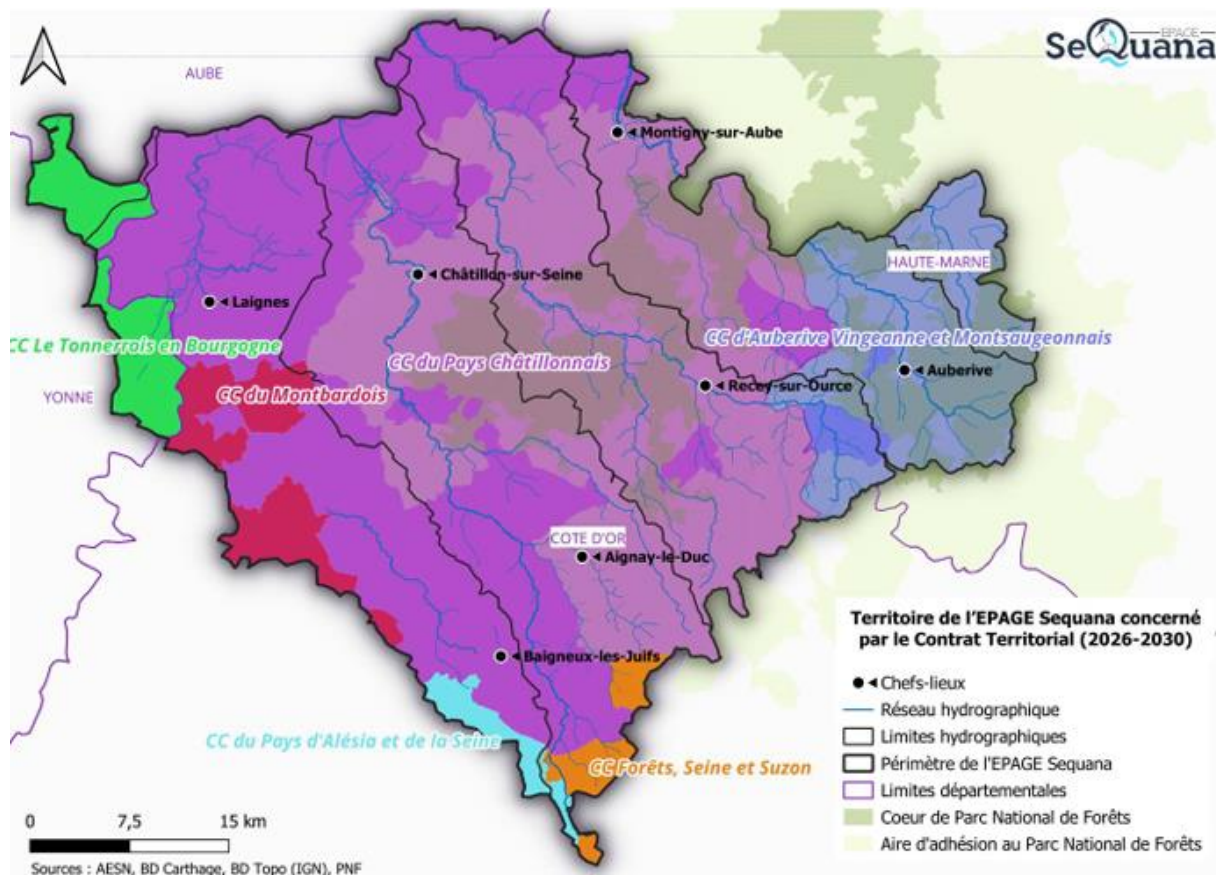 EPAGE
SeQuana
AUBE
Montigny-sur-Aube
HAUTE-MARNE
Châtillon-sur-Seine
Laignes
CC Le Tonnerrois en Bourgogne
CC d'Auberive Vingeanne et Montsaugeonnais
CC du Pays Châtillonnais
Auberive
YONNE
CC du Montbardois
Recey-sur-Ource
COTE D'OR
Aignay-le-Duc
Baigneux-les-Juifs
CC du Pays d'Alésia et de la Seine
CC Forêts, Seine et Suzon
Territoire de l'EPAGE Sequana concerné
par le Contrat Territorial (2026-2030)
Chefs-lieux
Réseau hydrographique
Limites hydrographiques
Périmètre de l'EPAGE Sequana
Limites départementales
Coeur de Parc National de Forêts
Aire d'adhésion au Parc National de Forêts
0 7,5 15 km
Sources : AESN, BD Carthage, BD Topo (IGN), PNF